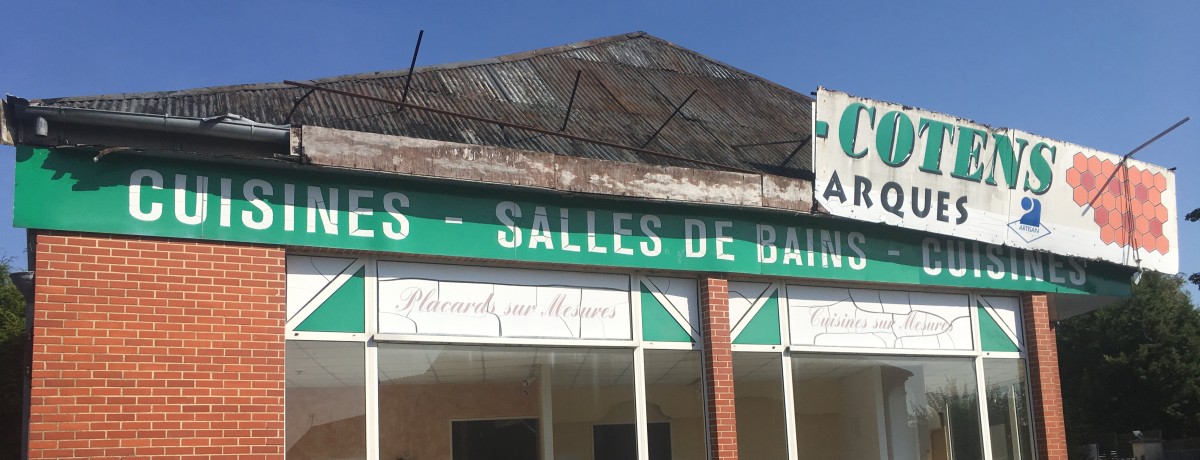 - COTENS
ARQUES
ARTISAN
CUISINES - SALLES DE BAINS - CUISINES
Placards sur Mesures
Cuisines sur Mesures